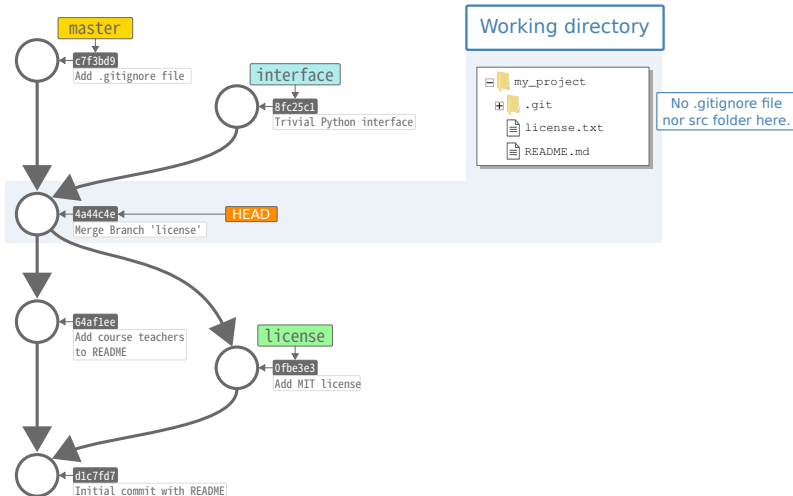 master
c7f3bd9
Add .gitignore file
interface
8fc25c1
Trivial Python interface
Working directory
my_project
.git
license.txt
README.md
No .gitignore file
nor src folder here.
4a44c4e
HEAD
Merge Branch 'license'
64af1ee
Add course teachers
to README
license
0fbe3e3
Add MIT license
d1c7fd7
Initial commit with README